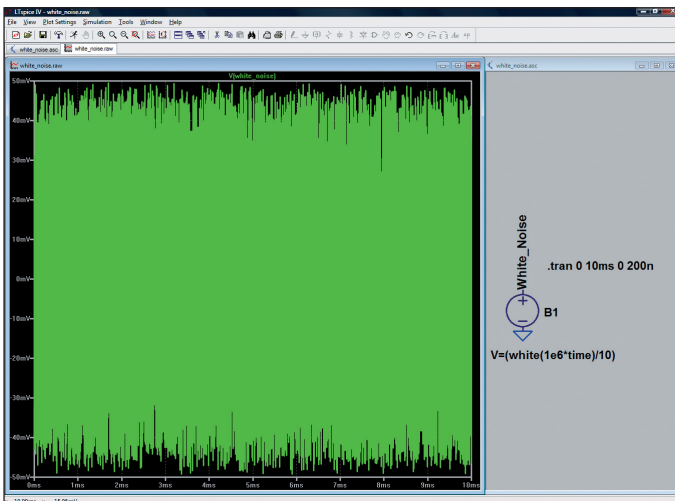 LTspice IV - white_noise.raw
File View Plot Settings Simulation Tools Window Help
white_noise.asc white_noise.raw
white_noise.raw
V(white_noise)
50mV
40mV
30mV
20mV
10mV
0mV
-10mV
-20mV
-30mV
-40mV
-50mV
0ms 1ms 2ms 3ms 4ms 5ms 6ms 7ms 8ms 9ms 10ms
white_noise.asc
White_Noise
.tran 0 10ms 0 200n
B1
V=(white(1e6*time)/10)